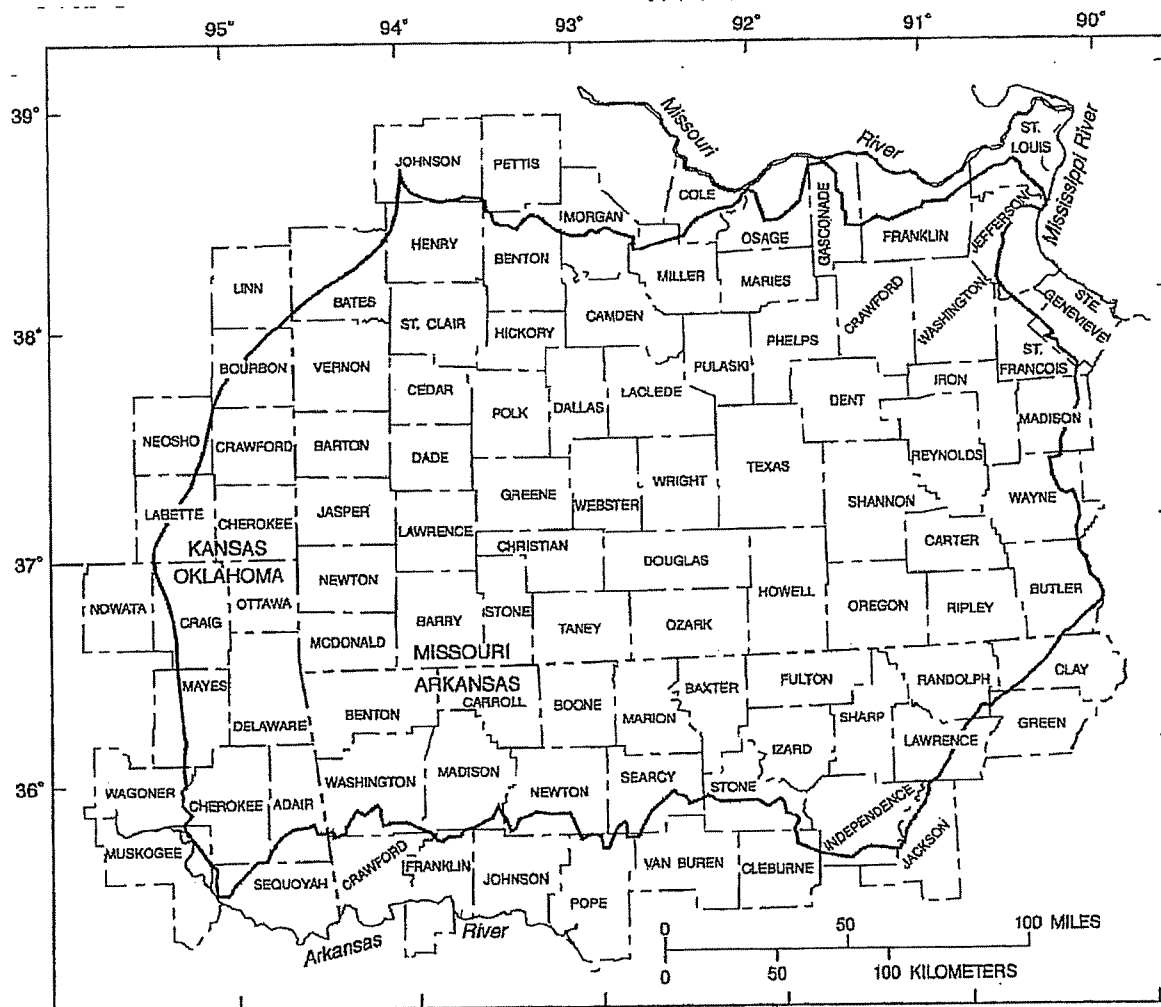 95° 94° 93° 92° 91° 90°
39°
Missouri
River
ST. LOUIS
Mississippi River
JOHNSON
PETTIS
COLE
MORGAN
OSAGE
GASCONADE
FRANKLIN
JEFFERSON
HENRY
BENTON
MILLER
MARIES
LINN
BATES
CAMDEN
CRAWFORD
WASHINGTON
STE GENEVIEVE
38°
ST. CLAIR
HICKORY
PHELPS
BOURBON
VERNON
PULASKI
ST. FRANCOIS
CEDAR
LACLEDE
IRON
POLK
DALLAS
DENT
MADISON
NEOSHO
CRAWFORD
BARTON
DADE
REYNOLDS
TEXAS
GREENE
WRIGHT
WEBSTER
SHANNON
WAYNE
LABETTE
CHEROKEE
JASPER
LAWRENCE
CARTER
KANSAS
CHRISTIAN
DOUGLAS
37°
OKLAHOMA
NEWTON
HOWELL
BUTLER
NOWATA
OTTAWA
CRAIG
STONE
OREGON
RIPLEY
BARRY
TANEY
OZARK
MCDONALD
MISSOURI
ARKANSAS
MAYES
BAXTER
FULTON
RANDOLPH
CLAY
CARROLL
BOONE
BENTON
MARION
SHARP
DELAWARE
GREEN
LAWRENCE
IZARD
MADISON
WASHINGTON
SEARCY
STONE
36°
WAGONER
CHEROKEE
ADAIR
NEWTON
INDEPENDENCE
JACKSON
MUSKOGEE
CRAWFORD
FRANKLIN
VAN BUREN
CLEBURNE
SEQUOYAH
JOHNSON
POPE
Arkansas
River
0 50 100 MILES
0 50 100 KILOMETERS